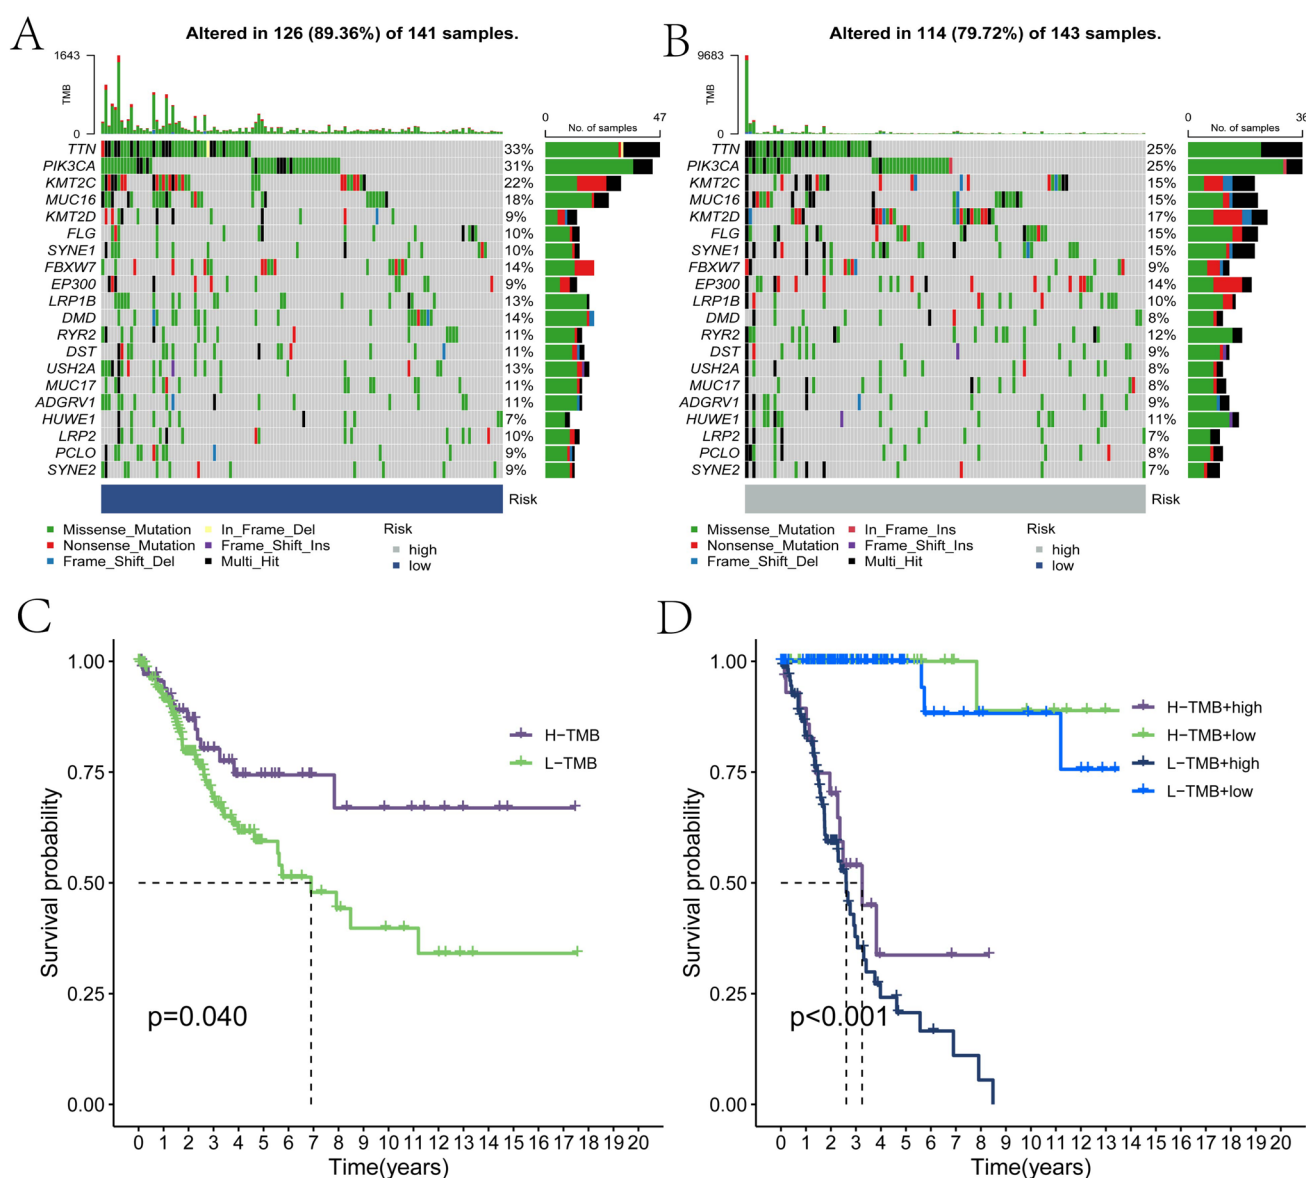 A
Altered in 126 (89.36%) of 141 samples.
1643
TMB
0
0 47
No. of samples
TTN 33%
PIK3CA 31%
KMT2C 22%
MUC16 18%
KMT2D 9%
FLG 10%
SYNE1 10%
FBXW7 14%
EP300 9%
LRP1B 13%
DMD 14%
RYR2 11%
DST 11%
USH2A 13%
MUC17 11%
ADGRV1 11%
HUWE1 7%
LRP2 10%
PCLO 9%
SYNE2 9%
Risk
Missense_Mutation In_Frame_Del Risk
Nonsense_Mutation Frame_Shift_Ins high
Frame_Shift_Del Multi_Hit low
B
Altered in 114 (79.72%) of 143 samples.
9683
TMB
0
0 36
No. of samples
TTN 25%
PIK3CA 25%
KMT2C 15%
MUC16 15%
KMT2D 17%
FLG 15%
SYNE1 15%
FBXW7 9%
EP300 14%
LRP1B 10%
DMD 8%
RYR2 12%
DST 9%
USH2A 8%
MUC17 8%
ADGRV1 9%
HUWE1 11%
LRP2 7%
PCLO 8%
SYNE2 7%
Risk
Missense_Mutation In_Frame_Ins Risk
Nonsense_Mutation Frame_Shift_Ins high
Frame_Shift_Del Multi_Hit low
C
Survival probability
1.00
0.75
0.50
0.25
0.00
H−TMB
L−TMB
p=0.040
0 1 2 3 4 5 6 7 8 9 10 11 12 13 14 15 16 17 18 19 20
Time(years)
D
Survival probability
1.00
0.75
0.50
0.25
0.00
H−TMB+high
H−TMB+low
L−TMB+high
L−TMB+low
p<0.001
0 1 2 3 4 5 6 7 8 9 10 11 12 13 14 15 16 17 18 19 20
Time(years)